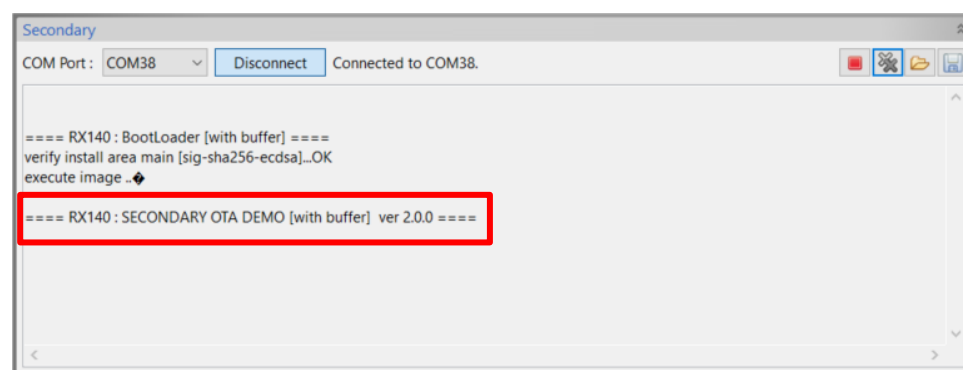 Secondary
COM Port : COM38 Disconnect Connected to COM38.
==== RX140 : BootLoader [with buffer] ====
verify install area main [sig-sha256-ecdsa]...OK
execute image ..�
==== RX140 : SECONDARY OTA DEMO [with buffer]  ver 2.0.0 ====